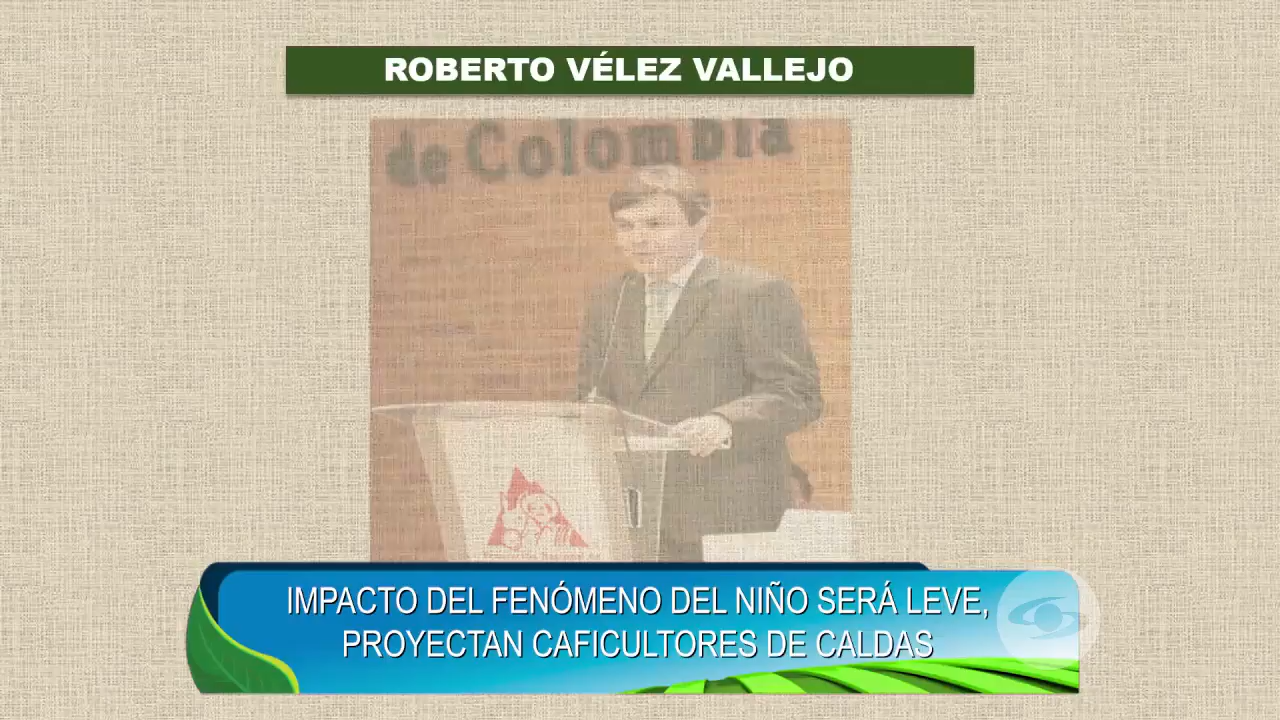 ROBERTO VÉLEZ VALLEJO
de Colombia
IMPACTO DEL FENÓMENO DEL NIÑO SERÁ LEVE,
PROYECTAN CAFICULTORES DE CALDAS